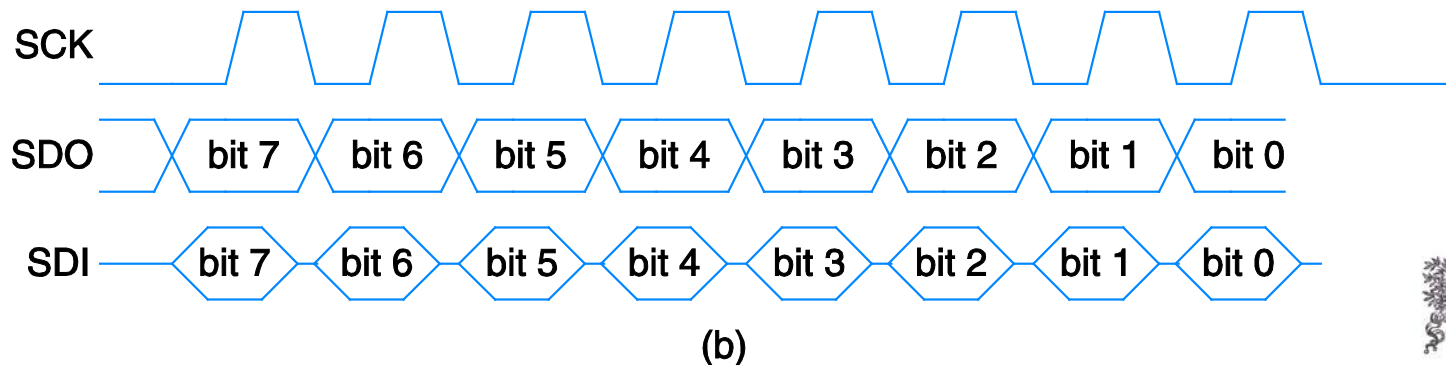 SCK
SDO bit 7 bit 6 bit 5 bit 4 bit 3 bit 2 bit 1 bit 0
SDI bit 7 bit 6 bit 5 bit 4 bit 3 bit 2 bit 1 bit 0
(b)